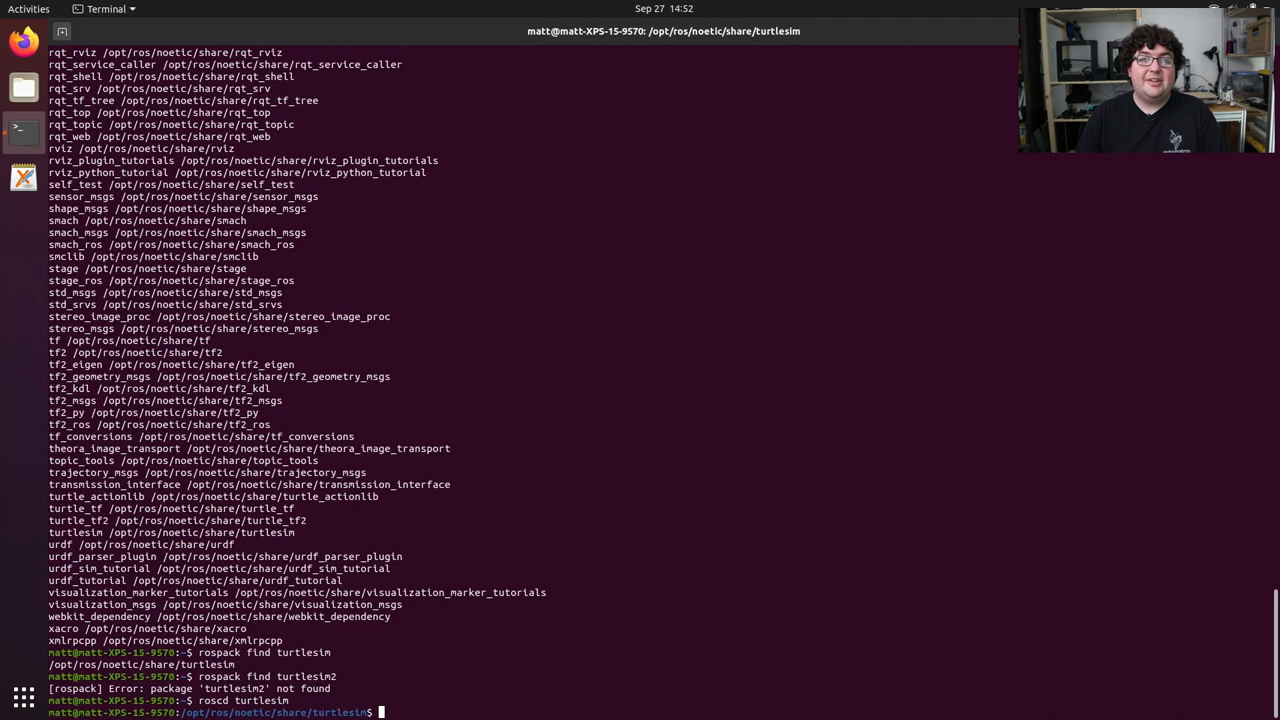 Activities
Terminal
Sep 27 14:52
matt@matt-XPS-15-9570: /opt/ros/noetic/share/turtlesim
rqt_rviz /opt/ros/noetic/share/rqt_rviz
rqt_service_caller /opt/ros/noetic/share/rqt_service_caller
rqt_shell /opt/ros/noetic/share/rqt_shell
rqt_srv /opt/ros/noetic/share/rqt_srv
rqt_tf_tree /opt/ros/noetic/share/rqt_tf_tree
rqt_top /opt/ros/noetic/share/rqt_top
rqt_topic /opt/ros/noetic/share/rqt_topic
rqt_web /opt/ros/noetic/share/rqt_web
rviz /opt/ros/noetic/share/rviz
rviz_plugin_tutorials /opt/ros/noetic/share/rviz_plugin_tutorials
rviz_python_tutorial /opt/ros/noetic/share/rviz_python_tutorial
self_test /opt/ros/noetic/share/self_test
sensor_msgs /opt/ros/noetic/share/sensor_msgs
shape_msgs /opt/ros/noetic/share/shape_msgs
smach /opt/ros/noetic/share/smach
smach_msgs /opt/ros/noetic/share/smach_msgs
smach_ros /opt/ros/noetic/share/smach_ros
smclib /opt/ros/noetic/share/smclib
stage /opt/ros/noetic/share/stage
stage_ros /opt/ros/noetic/share/stage_ros
std_msgs /opt/ros/noetic/share/std_msgs
std_srvs /opt/ros/noetic/share/std_srvs
stereo_image_proc /opt/ros/noetic/share/stereo_image_proc
stereo_msgs /opt/ros/noetic/share/stereo_msgs
tf /opt/ros/noetic/share/tf
tf2 /opt/ros/noetic/share/tf2
tf2_eigen /opt/ros/noetic/share/tf2_eigen
tf2_geometry_msgs /opt/ros/noetic/share/tf2_geometry_msgs
tf2_kdl /opt/ros/noetic/share/tf2_kdl
tf2_msgs /opt/ros/noetic/share/tf2_msgs
tf2_py /opt/ros/noetic/share/tf2_py
tf2_ros /opt/ros/noetic/share/tf2_ros
tf_conversions /opt/ros/noetic/share/tf_conversions
theora_image_transport /opt/ros/noetic/share/theora_image_transport
topic_tools /opt/ros/noetic/share/topic_tools
trajectory_msgs /opt/ros/noetic/share/trajectory_msgs
transmission_interface /opt/ros/noetic/share/transmission_interface
turtle_actionlib /opt/ros/noetic/share/turtle_actionlib
turtle_tf /opt/ros/noetic/share/turtle_tf
turtle_tf2 /opt/ros/noetic/share/turtle_tf2
turtlesim /opt/ros/noetic/share/turtlesim
urdf /opt/ros/noetic/share/urdf
urdf_parser_plugin /opt/ros/noetic/share/urdf_parser_plugin
urdf_sim_tutorial /opt/ros/noetic/share/urdf_sim_tutorial
urdf_tutorial /opt/ros/noetic/share/urdf_tutorial
visualization_marker_tutorials /opt/ros/noetic/share/visualization_marker_tutorials
visualization_msgs /opt/ros/noetic/share/visualization_msgs
webkit_dependency /opt/ros/noetic/share/webkit_dependency
xacro /opt/ros/noetic/share/xacro
xmlrpcpp /opt/ros/noetic/share/xmlrpcpp
matt@matt-XPS-15-9570:~$ rospack find turtlesim
/opt/ros/noetic/share/turtlesim
matt@matt-XPS-15-9570:~$ rospack find turtlesim2
[rospack] Error: package 'turtlesim2' not found
matt@matt-XPS-15-9570:~$ roscd turtlesim
matt@matt-XPS-15-9570:/opt/ros/noetic/share/turtlesim$